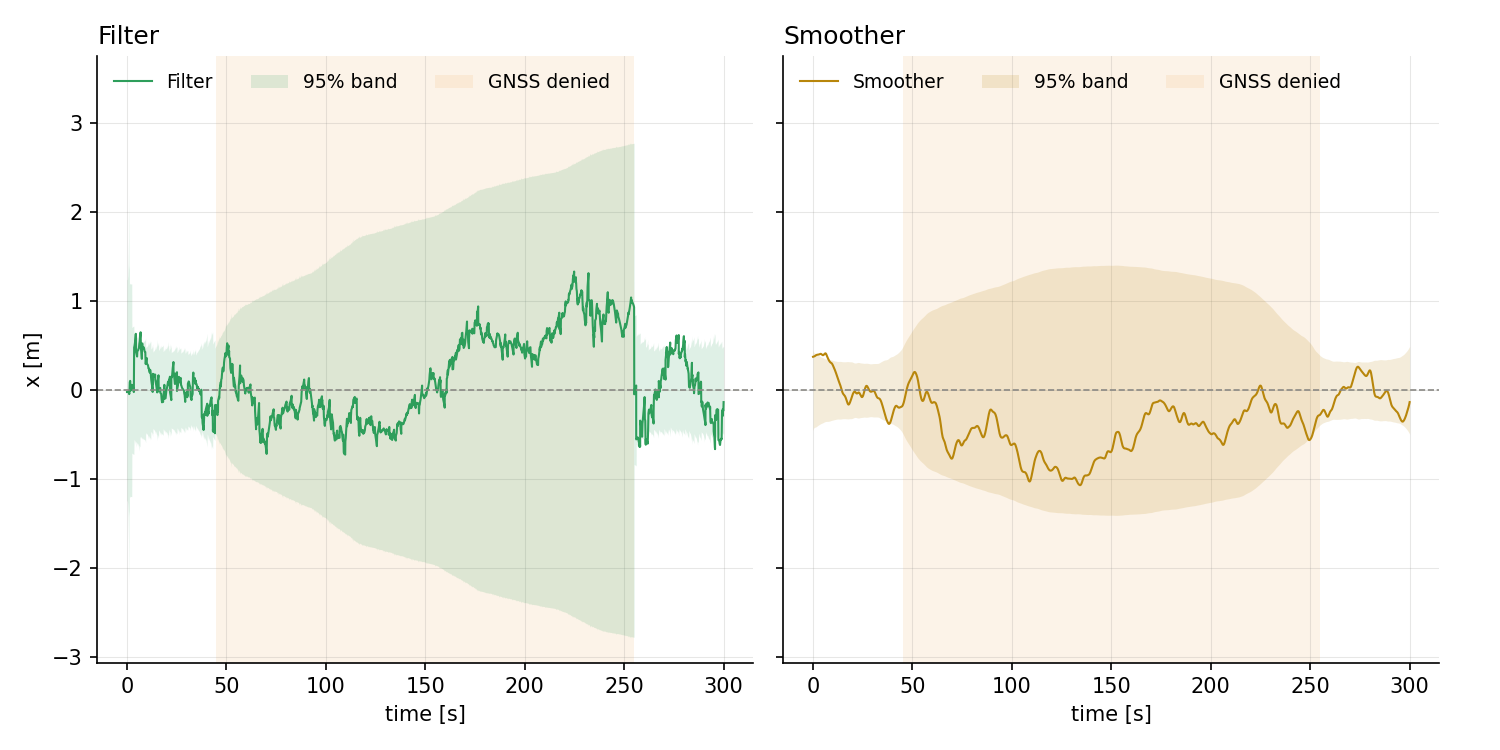 Filter
Smoother
Filter 95% band GNSS denied
Smoother 95% band GNSS denied
3
2
1
0
−1
−2
−3
x [m]
0 50 100 150 200 250 300
0 50 100 150 200 250 300
time [s]
time [s]